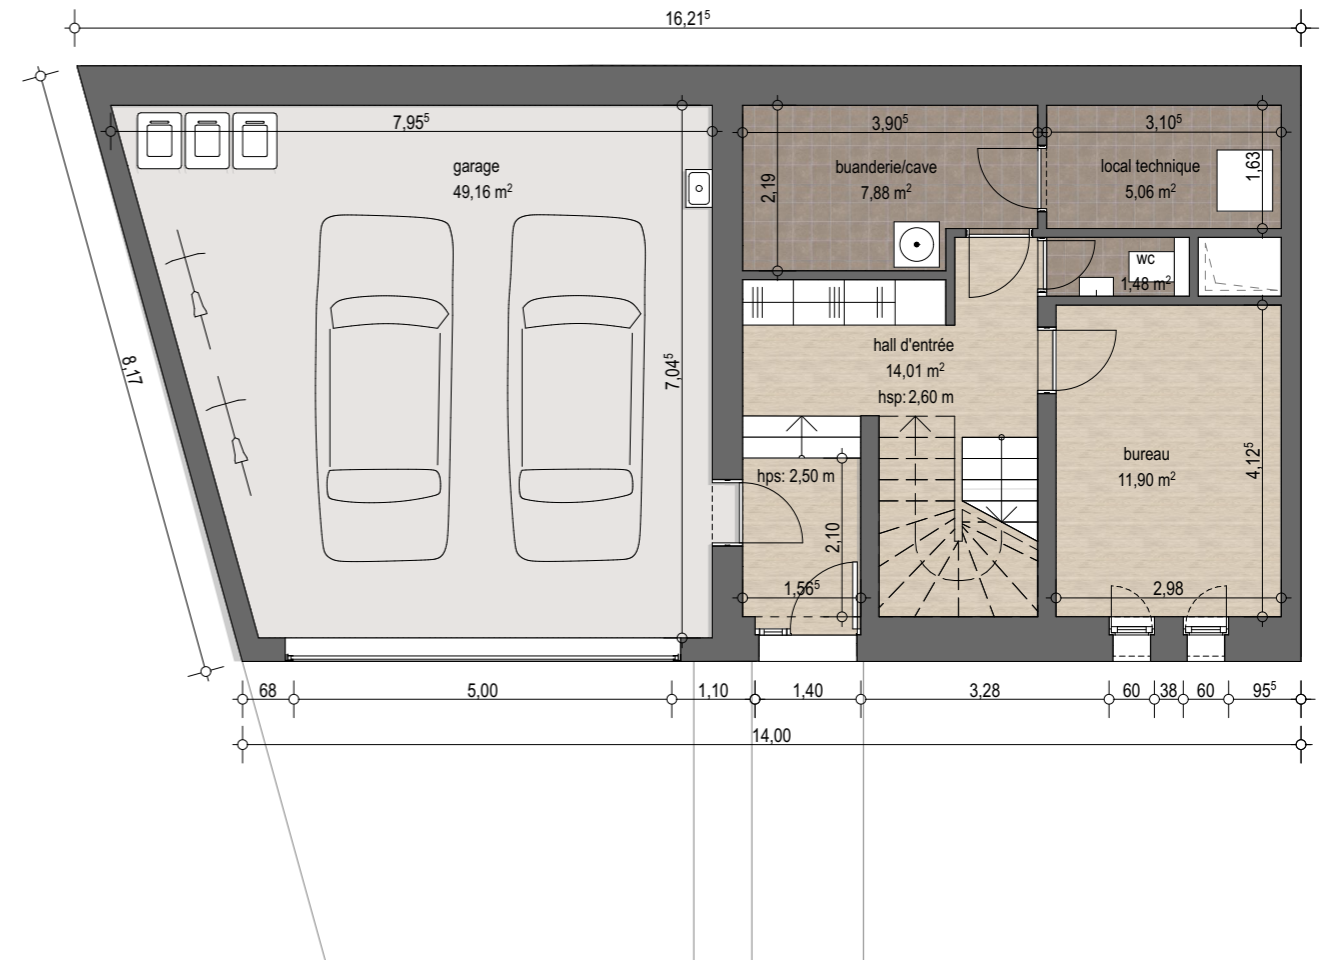 16,21⁵
7,95⁵
3,90⁵
3,10⁵
garage
49,16 m²
buanderie/cave
7,88 m²
local technique
5,06 m²
1,63
2,19
wc
1,48 m²
hall d'entrée
14,01 m²
hsp: 2,60 m
8,17
7,04⁵
bureau
11,90 m²
4,12⁵
hps: 2,50 m
2,10
1,56⁵
2,98
68
5,00
1,10
1,40
3,28
60
38
60
95⁵
14,00